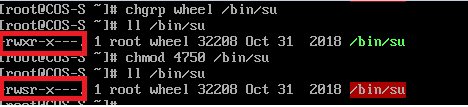 [root@COS-S ~]# chgrp wheel /bin/su
[root@COS-S ~]# ll /bin/su
-rwxr-x---. 1 root wheel 32208 Oct 31  2018 /bin/su
[root@COS-S ~]# chmod 4750 /bin/su
[root@COS-S ~]# ll /bin/su
-rwsr-x---. 1 root wheel 32208 Oct 31  2018 /bin/su